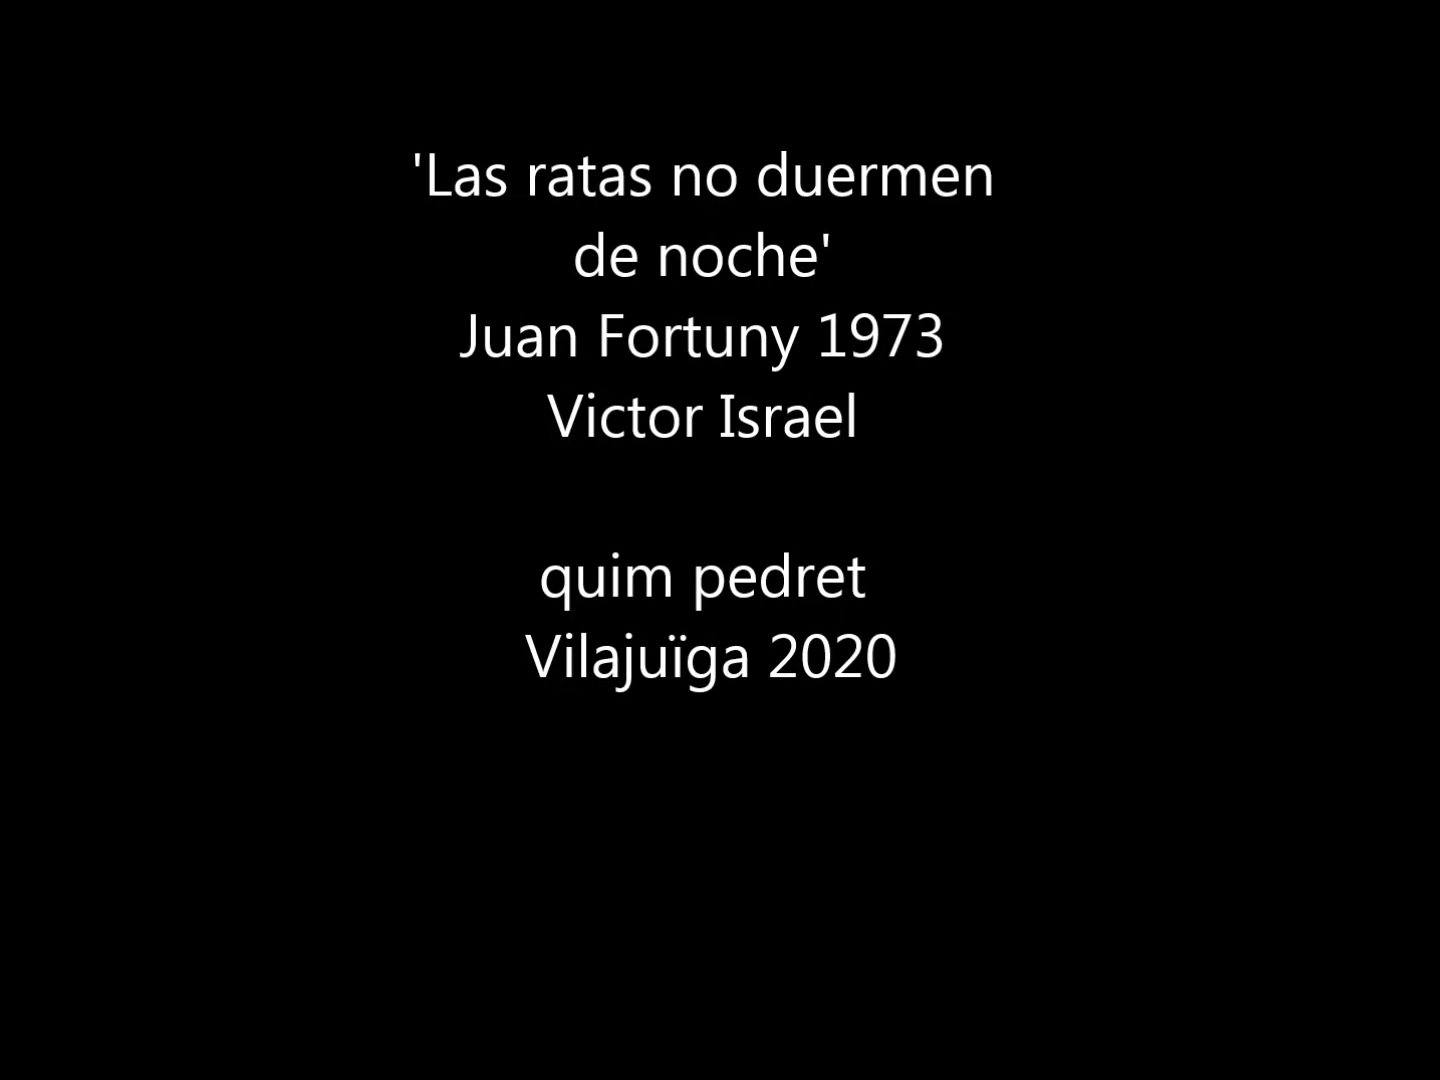 'Las ratas no duermen
de noche'
Juan Fortuny 1973
Victor Israel
quim pedret
Vilajuïga 2020